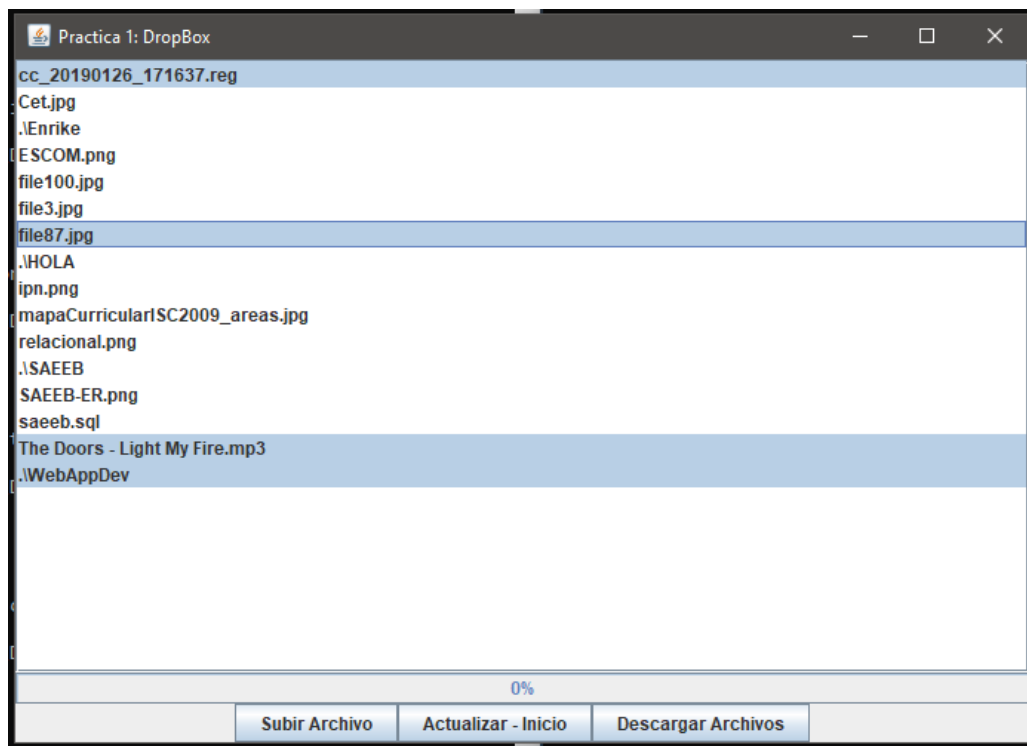 Practica 1: DropBox
cc_20190126_171637.reg
Cet.jpg
.\Enrike
ESCOM.png
file100.jpg
file3.jpg
file87.jpg
.\HOLA
ipn.png
mapaCurricularISC2009_areas.jpg
relacional.png
.\SAEEB
SAEEB-ER.png
saeeb.sql
The Doors - Light My Fire.mp3
.\WebAppDev
0%
Subir Archivo
Actualizar - Inicio
Descargar Archivos